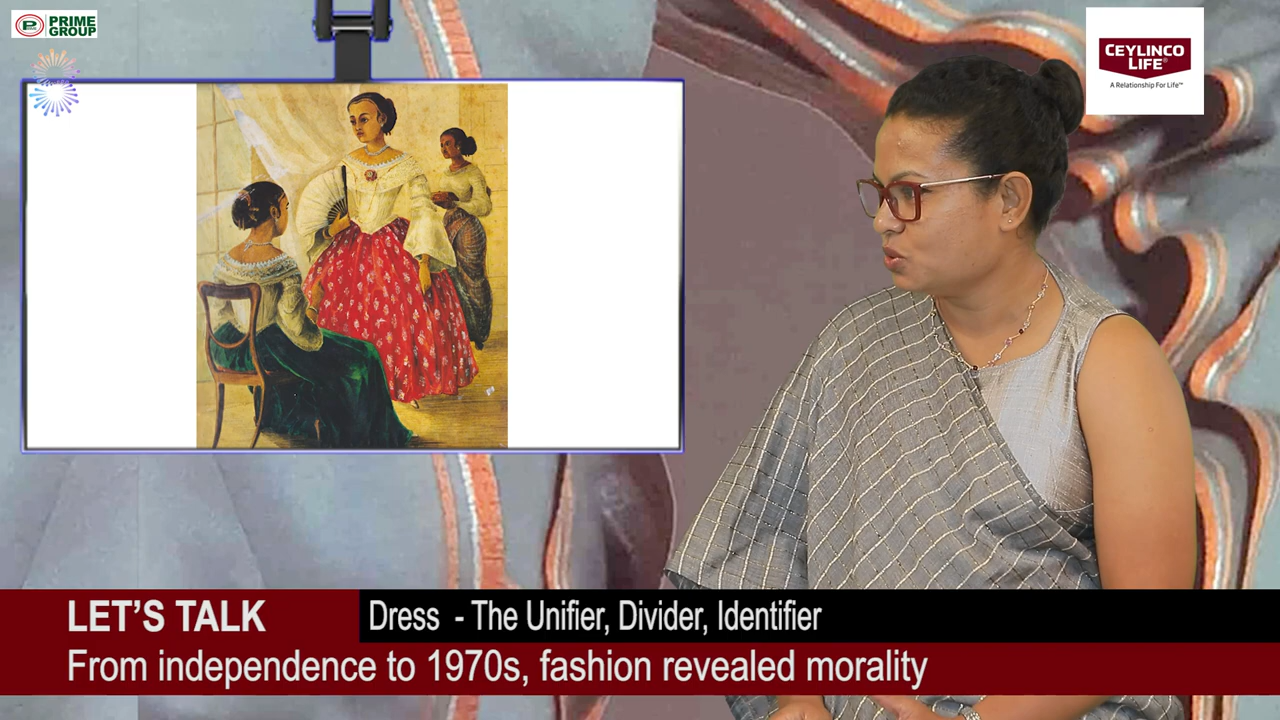 PRIME
GROUP
CEYLINCO
LIFE®
A Relationship For Life™
LET'S TALK
Dress - The Unifier, Divider, Identifier
From independence to 1970s, fashion revealed morality